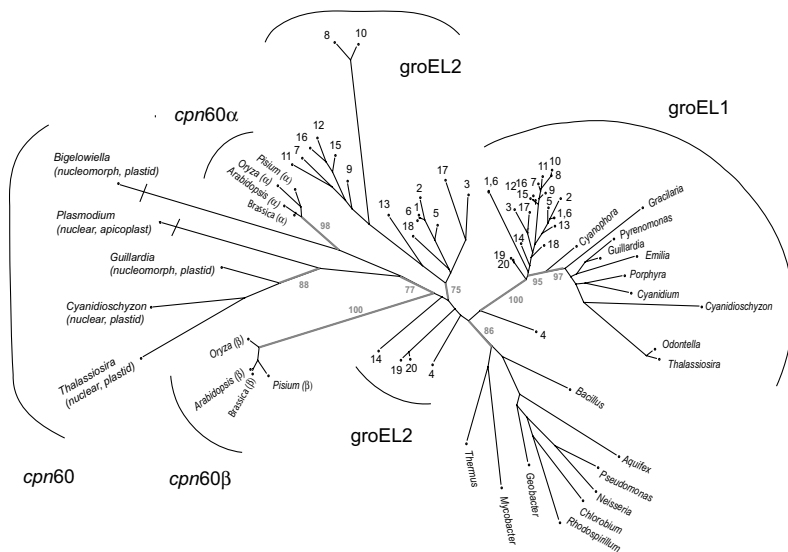 groEL2
8
10
groEL1
cpn60α
12
16
15
7
11
9
Pisium (α)
Oryza (α)
Arabidopsis (α)
Brassica (α)
Bigelowiella
(nucleomorph, plastid)
Plasmodium
(nuclear, apicoplast)
Guillardia
(nucleomorph, plastid)
Cyanidioschyzon
(nuclear, plastid)
Thalassiosira
(nuclear, plastid)
98
88
77
100
75
100
95
97
86
13
2
1
6
5
18
17
3
1,6
11
10
7
8
12
16
15
9
5
2
3
17
1,6
13
14
18
19
20
Cyanophora
Gracilaria
Pyrenomonas
Guillardia
Emilia
Porphyra
Cyanidium
Cyanidioschyzon
Odontella
Thalassiosira
4
Oryza (β)
Arabidopsis (β)
Brassica (β)
Pisium (β)
14
19
20
4
groEL2
cpn60
cpn60β
Bacillus
Thermus
Mycobacter
Geobacter
Aquifex
Pseudomonas
Neisseria
Chlorobium
Rhodospirillum